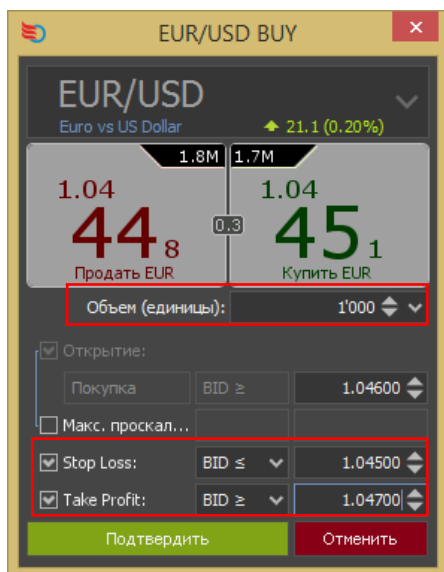 EUR/USD BUY
EUR/USD
Euro vs US Dollar 21.1 (0.20%)
1.8M 1.7M
1.04 1.04
44 8 0.3 45 1
Продать EUR Купить EUR
Объем (единицы): 1'000
Открытие:
Покупка BID ≥ 1.04600
Макс. проскал...
Stop Loss: BID ≤ 1.04500
Take Profit: BID ≥ 1.04700
Подтвердить Отменить